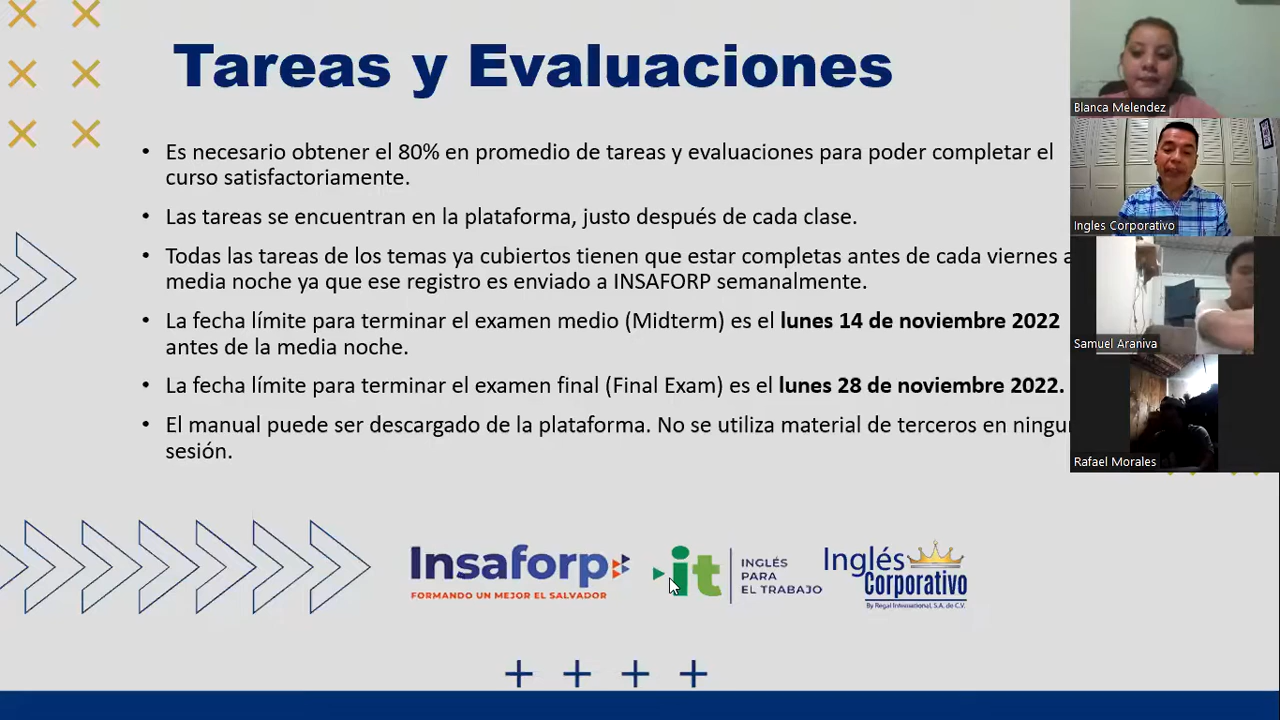 Tareas y Evaluaciones
• Es necesario obtener el 80% en promedio de tareas y evaluaciones para poder completar el
curso satisfactoriamente.
• Las tareas se encuentran en la plataforma, justo después de cada clase.
• Todas las tareas de los temas ya cubiertos tienen que estar completas antes de cada viernes a
media noche ya que ese registro es enviado a INSAFORP semanalmente.
• La fecha límite para terminar el examen medio (Midterm) es el lunes 14 de noviembre 2022
antes de la media noche.
• La fecha límite para terminar el examen final (Final Exam) es el lunes 28 de noviembre 2022.
• El manual puede ser descargado de la plataforma. No se utiliza material de terceros en ningun
sesión.
Insaforp
FORMANDO UN MEJOR EL SALVADOR
it
INGLÉS
PARA
EL TRABAJO
Inglés
Corporativo
By Regal International, S.A. de C.V.
Blanca Melendez
Ingles Corporativo
Samuel Araniva
Rafael Morales